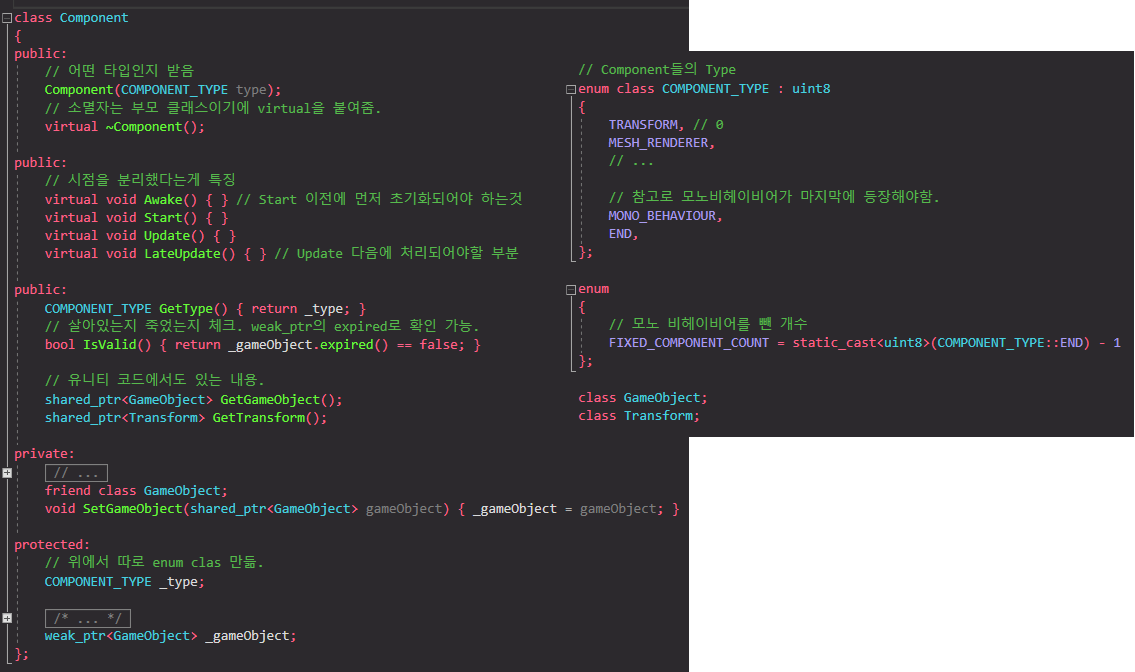 class Component
{
public:
// 어떤 타입인지 받음
Component(COMPONENT_TYPE type);
// 소멸자는 부모 클래스이기에 virtual을 붙여줌.
virtual ~Component();
public:
// 시점을 분리했다는게 특징
virtual void Awake() { } // Start 이전에 먼저 초기화되어야 하는것
virtual void Start() { }
virtual void Update() { }
virtual void LateUpdate() { } // Update 다음에 처리되어야할 부분
public:
COMPONENT_TYPE GetType() { return _type; }
// 살아있는지 죽었는지 체크. weak_ptr의 expired로 확인 가능.
bool IsValid() { return _gameObject.expired() == false; }
// 유니티 코드에서도 있는 내용.
shared_ptr<GameObject> GetGameObject();
shared_ptr<Transform> GetTransform();
private:
// ...
friend class GameObject;
void SetGameObject(shared_ptr<GameObject> gameObject) { _gameObject = gameObject; }
protected:
// 위에서 따로 enum clas 만듦.
COMPONENT_TYPE _type;
/* ... */
weak_ptr<GameObject> _gameObject;
};
// Component들의 Type
enum class COMPONENT_TYPE : uint8
{
TRANSFORM, // 0
MESH_RENDERER,
// ...
// 참고로 모노비헤이비어가 마지막에 등장해야함.
MONO_BEHAVIOUR,
END,
};
enum
{
// 모노 비헤이비어를 뺀 개수
FIXED_COMPONENT_COUNT = static_cast<uint8>(COMPONENT_TYPE::END) - 1
};
class GameObject;
class Transform;